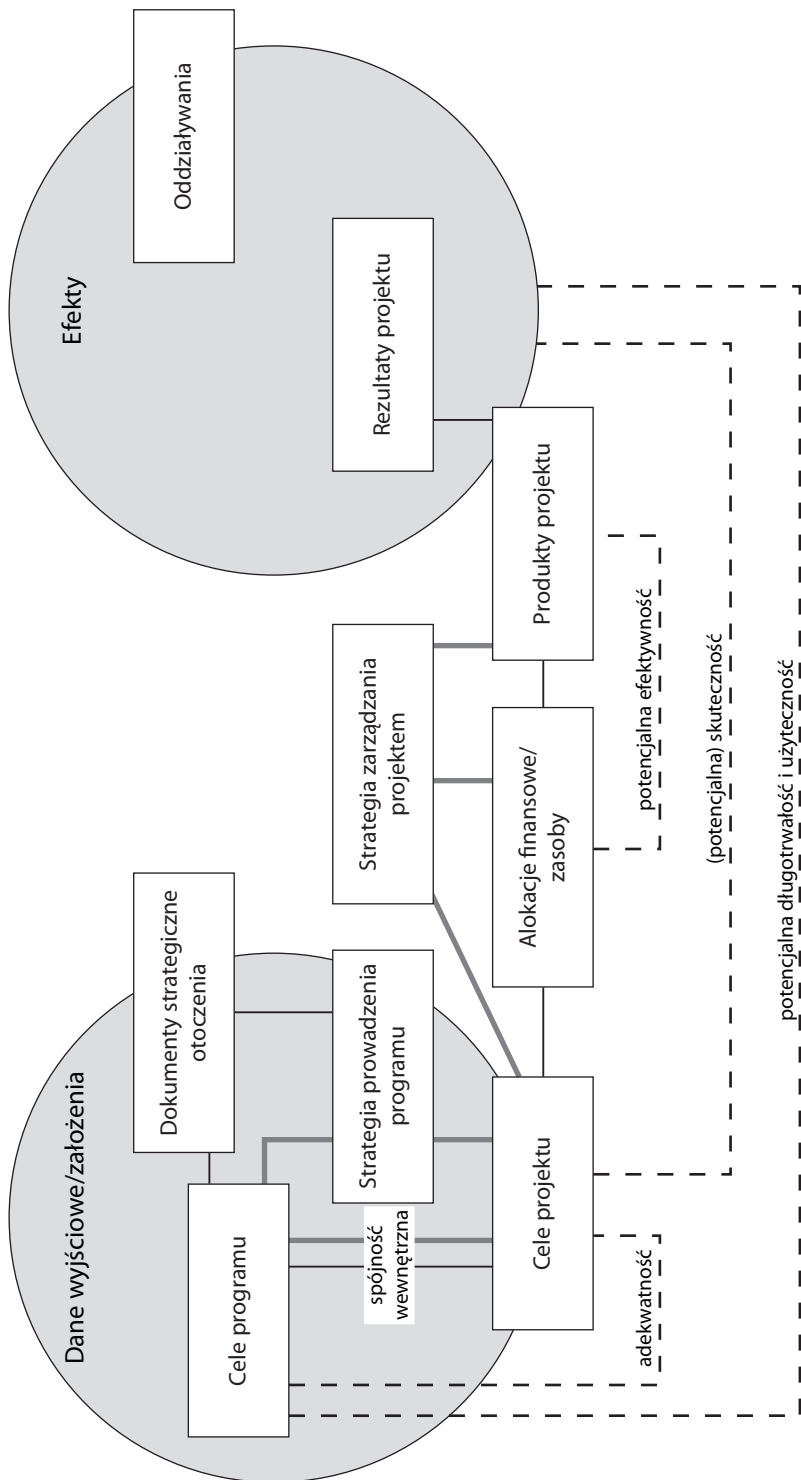 Dane wyjściowe/założenia
Efekty
Dokumenty strategiczne
otoczenia
Oddziaływania
Cele programu
Strategia prowadzenia
programu
Strategia zarządzania
projektem
Rezultaty projektu
spójność
wewnętrzna
Cele projektu
Alokacje finansowe/
zasoby
Produkty projektu
adekwatność
potencjalna efektywność
(potencjalna) skuteczność
potencjalna długotrwałość i użyteczność